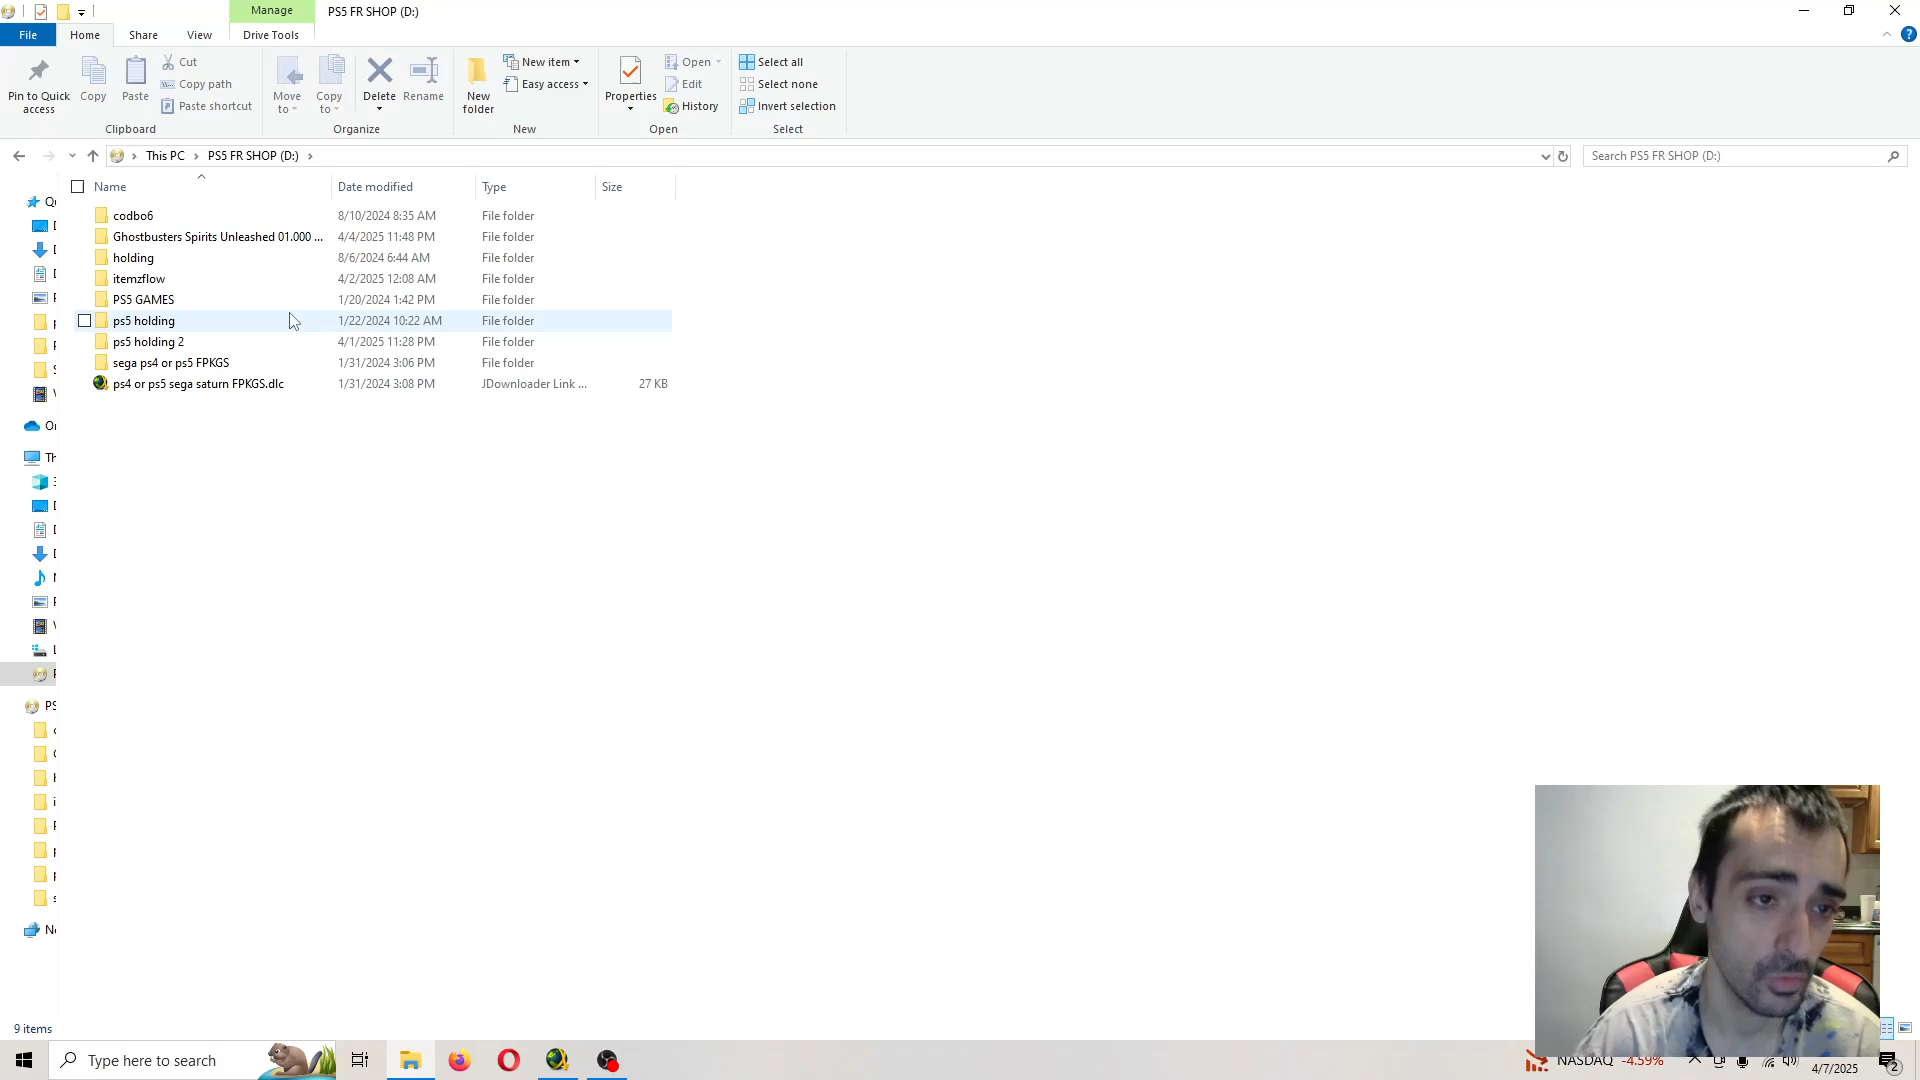 Manage PS5 FR SHOP (D:)
File Home Share View Drive Tools
Pin to Quick access
Copy
Paste
Cut
Copy path
Paste shortcut
Clipboard
Move to
Copy to
Delete
Rename
Organize
New folder
New item
Easy access
New
Properties
Open
Edit
History
Open
Select all
Select none
Invert selection
Select
This PC > PS5 FR SHOP (D:) >
Search PS5 FR SHOP (D:)
Name Date modified Type Size
codbo6 8/10/2024 8:35 AM File folder
Ghostbusters Spirits Unleashed 01.000 ... 4/4/2025 11:48 PM File folder
holding 8/6/2024 6:44 AM File folder
itemzflow 4/2/2025 12:08 AM File folder
PS5 GAMES 1/20/2024 1:42 PM File folder
ps5 holding 1/22/2024 10:22 AM File folder
ps5 holding 2 4/1/2025 11:28 PM File folder
sega ps4 or ps5 FPKGS 1/31/2024 3:06 PM File folder
ps4 or ps5 sega saturn FPKGS.dlc 1/31/2024 3:08 PM JDownloader Link ... 27 KB
9 items
Type here to search
NASDAQ -4.59%
4/7/2025
2